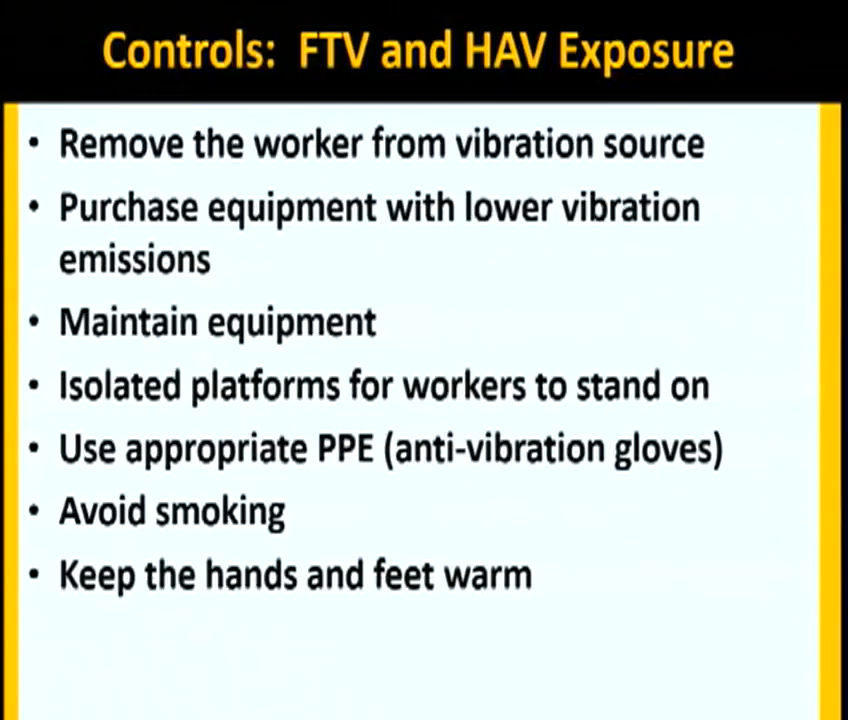 Controls: FTV and HAV Exposure
• Remove the worker from vibration source
• Purchase equipment with lower vibration
emissions
• Maintain equipment
• Isolated platforms for workers to stand on
• Use appropriate PPE (anti-vibration gloves)
• Avoid smoking
• Keep the hands and feet warm